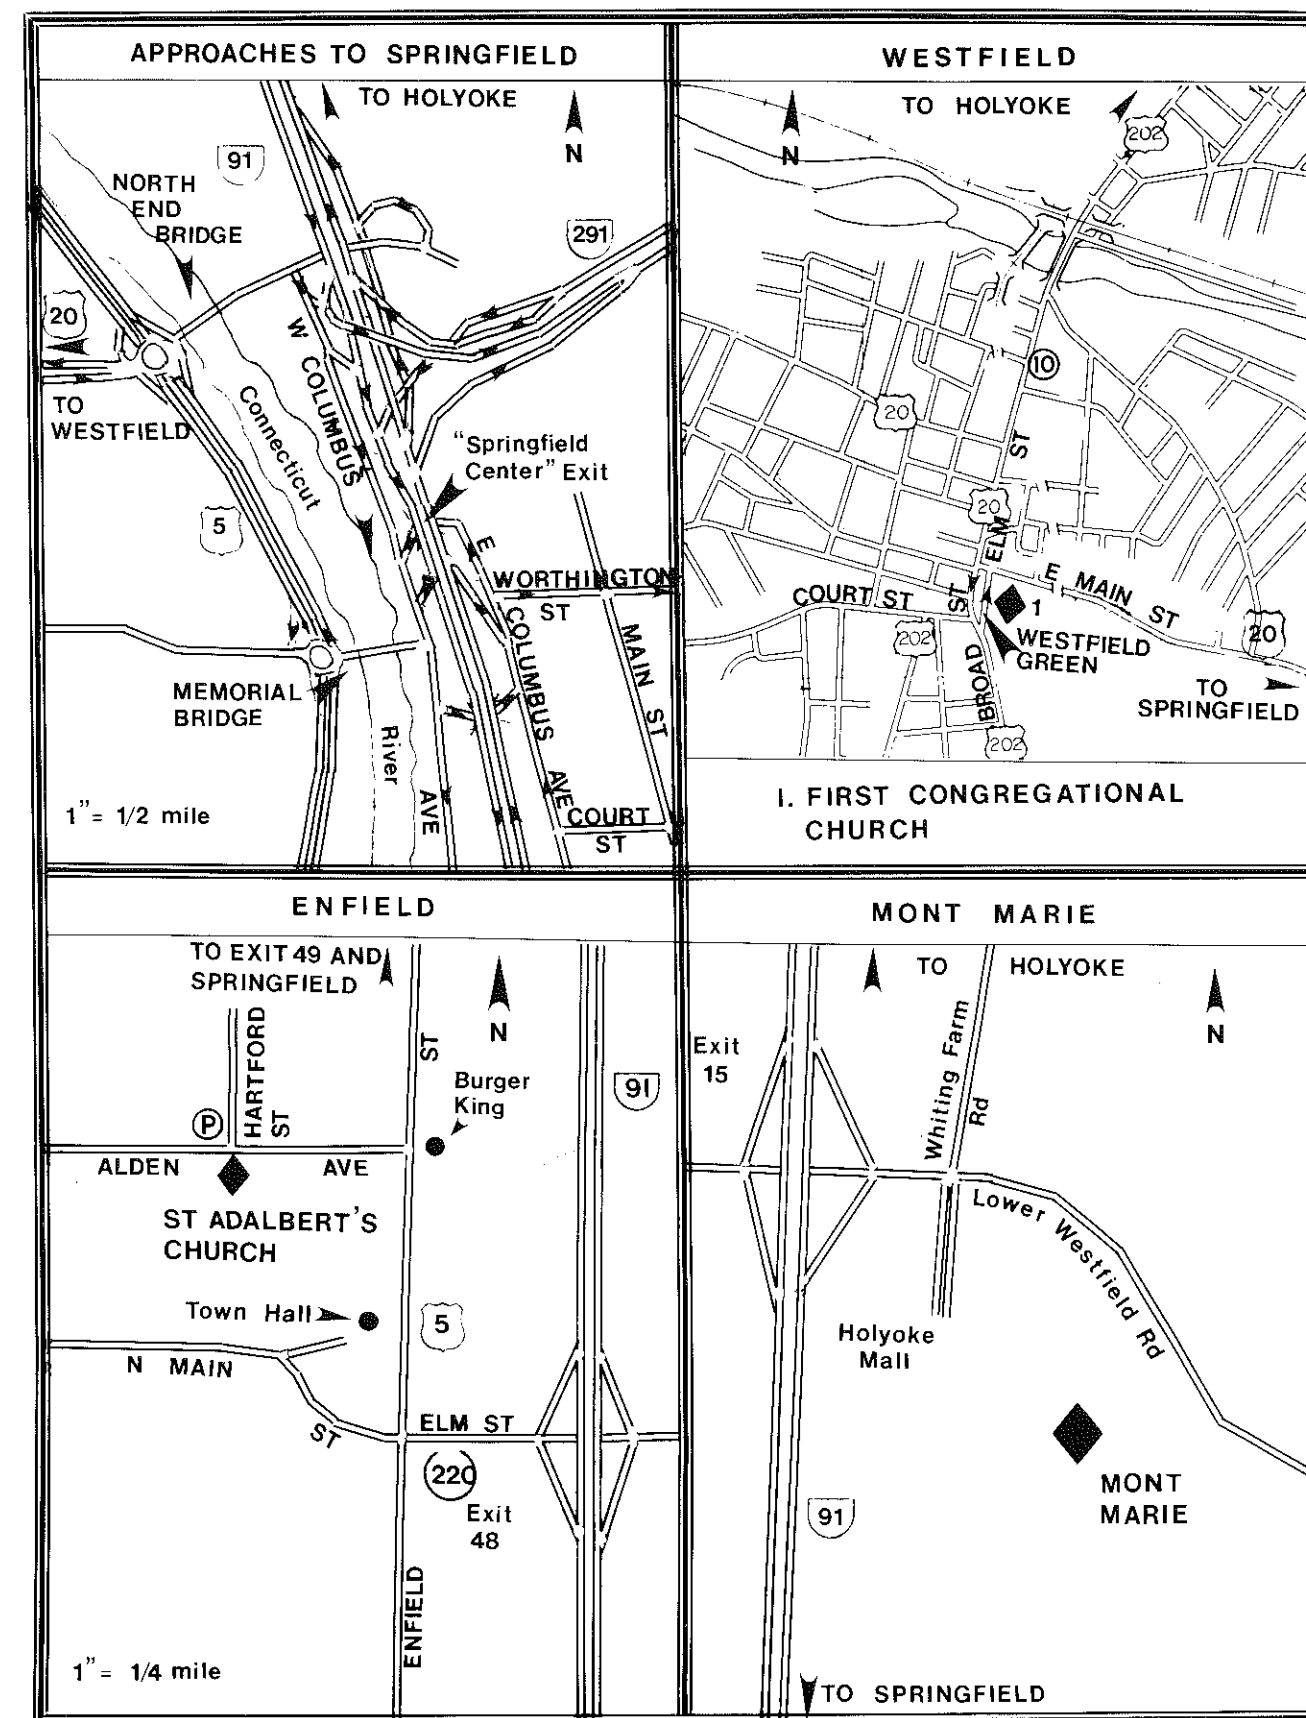 APPROACHES TO SPRINGFIELD
TO HOLYOKE
N
91
NORTH
END
BRIDGE
291
20
TO
WESTFIELD
W. COLUMBUS
AVE
Connecticut
River
"Springfield
Center" Exit
5
E
COLUMBUS
AVE
WORTHINGTON
ST
MAIN ST
MEMORIAL
BRIDGE
COURT
ST
1"= 1/2 mile
WESTFIELD
TO HOLYOKE
202
N
10
20
ST
20
ELM
E MAIN ST
COURT ST
ST
1
202
WESTFIELD
GREEN
20
BROAD
TO
SPRINGFIELD
202
I. FIRST CONGREGATIONAL
CHURCH
ENFIELD
TO EXIT 49 AND
SPRINGFIELD
N
HARTFORD
ST
ST
Burger
King
91
P
ALDEN AVE
ST ADALBERT'S
CHURCH
Town Hall
5
N MAIN
ST
ELM ST
220
Exit
48
ENFIELD
1"= 1/4 mile
MONT MARIE
TO HOLYOKE
N
Exit
15
Whiting Farm
Rd
Lower Westfield Rd
Holyoke
Mall
MONT
MARIE
91
TO SPRINGFIELD